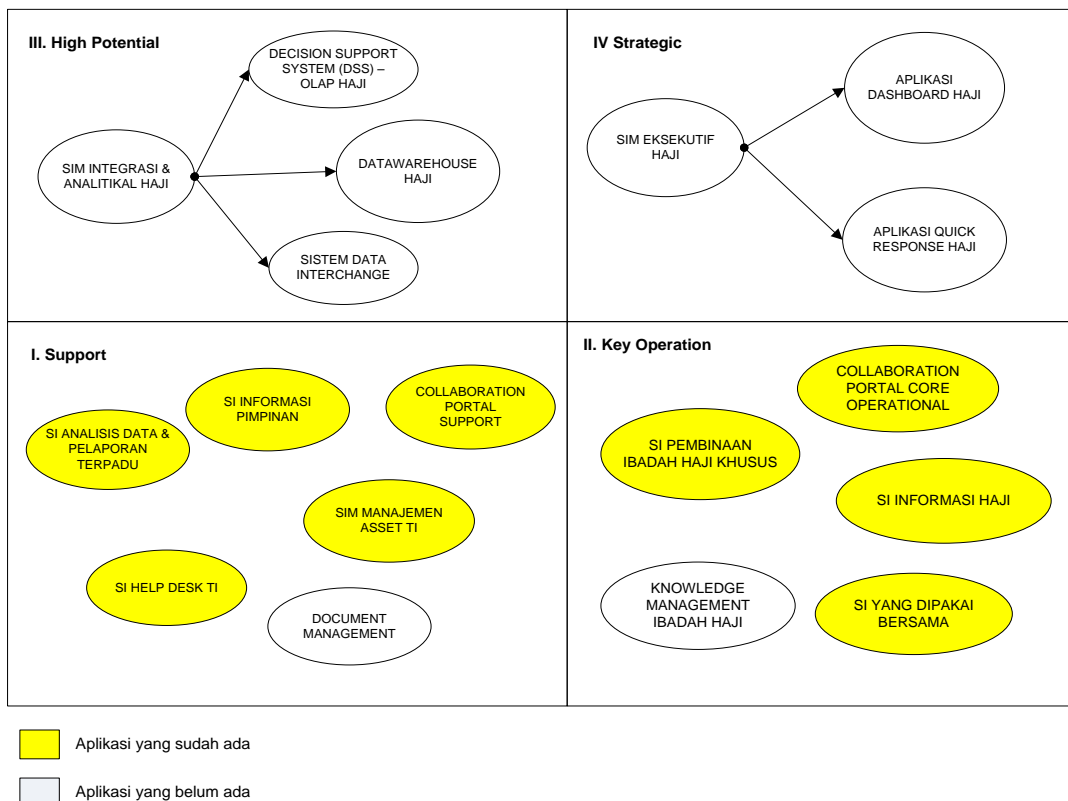 III. High Potential
DECISION SUPPORT
SYSTEM (DSS) –
OLAP HAJI
SIM INTEGRASI &
ANALITIKAL HAJI
DATAWAREHOUSE
HAJI
SISTEM DATA
INTERCHANGE
IV Strategic
APLIKASI
DASHBOARD HAJI
SIM EKSEKUTIF
HAJI
APLIKASI QUICK
RESPONSE HAJI
I. Support
SI INFORMASI
PIMPINAN
COLLABORATION
PORTAL
SUPPORT
SI ANALISIS DATA &
PELAPORAN
TERPADU
SIM MANAJEMEN
ASSET TI
SI HELP DESK TI
DOCUMENT
MANAGEMENT
II. Key Operation
COLLABORATION
PORTAL CORE
OPERATIONAL
SI PEMBINAAN
IBADAH HAJI KHUSUS
SI INFORMASI HAJI
KNOWLEDGE
MANAGEMENT
IBADAH HAJI
SI YANG DIPAKAI
BERSAMA
Aplikasi yang sudah ada
Aplikasi yang belum ada